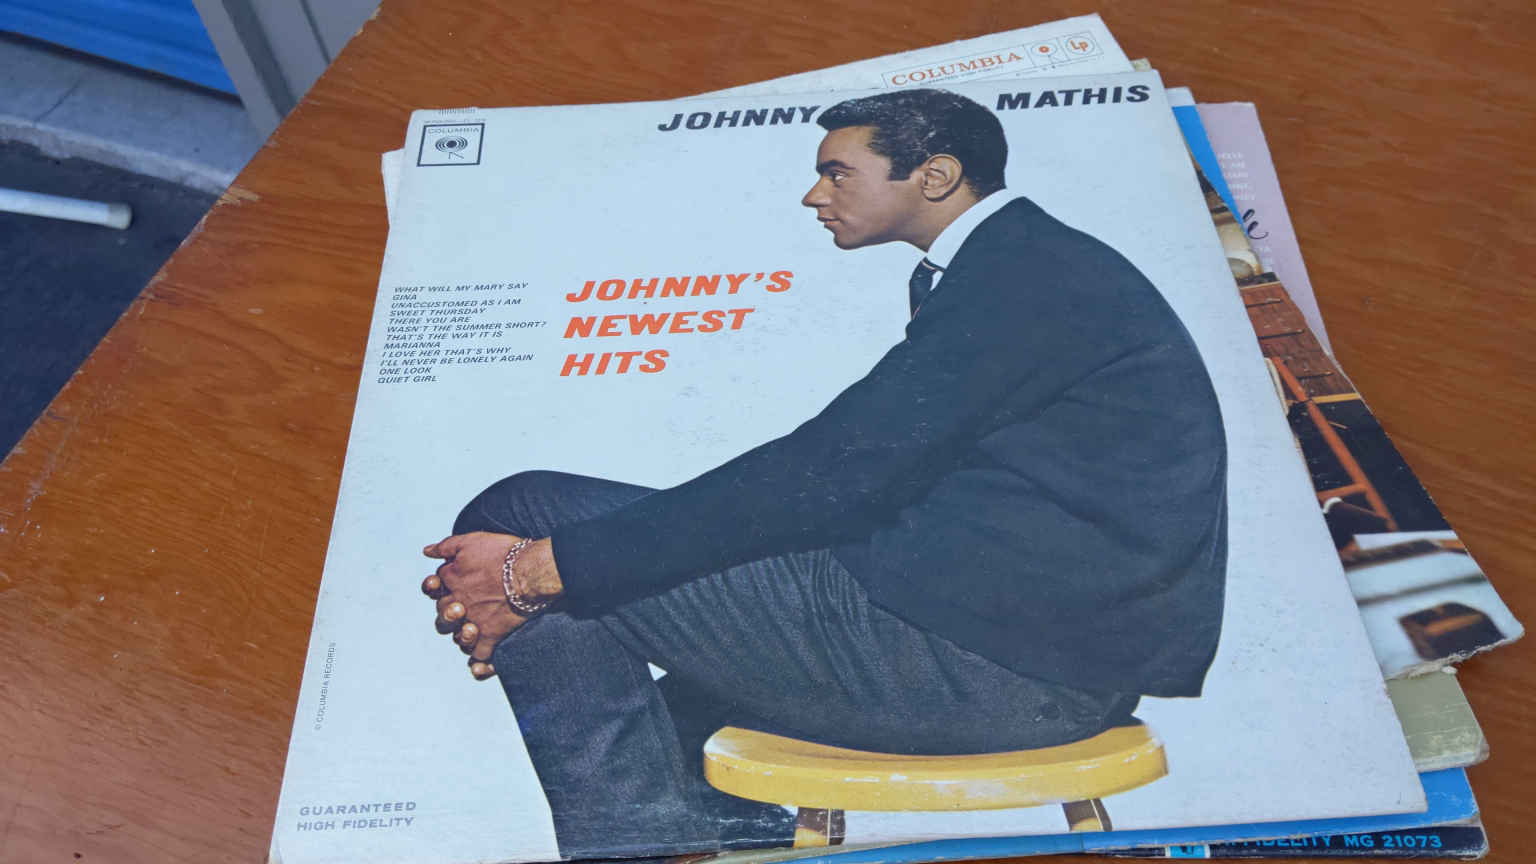 COLUMBIA
Lp
JOHNNY MATHIS
COLUMBIA
JOHNNY'S
NEWEST
HITS
WHAT WILL MY MARY SAY
GINA
UNACCUSTOMED AS I AM
SWEET THURSDAY
THERE YOU ARE
WASN'T THE SUMMER SHORT?
THAT'S THE WAY IT IS
MARIANNA
I LOVE HER THAT'S WHY
I'LL NEVER BE LONELY AGAIN
ONE LOOK
QUIET GIRL
© COLUMBIA RECORDS
GUARANTEED
HIGH FIDELITY
FIDELITY MG 21073